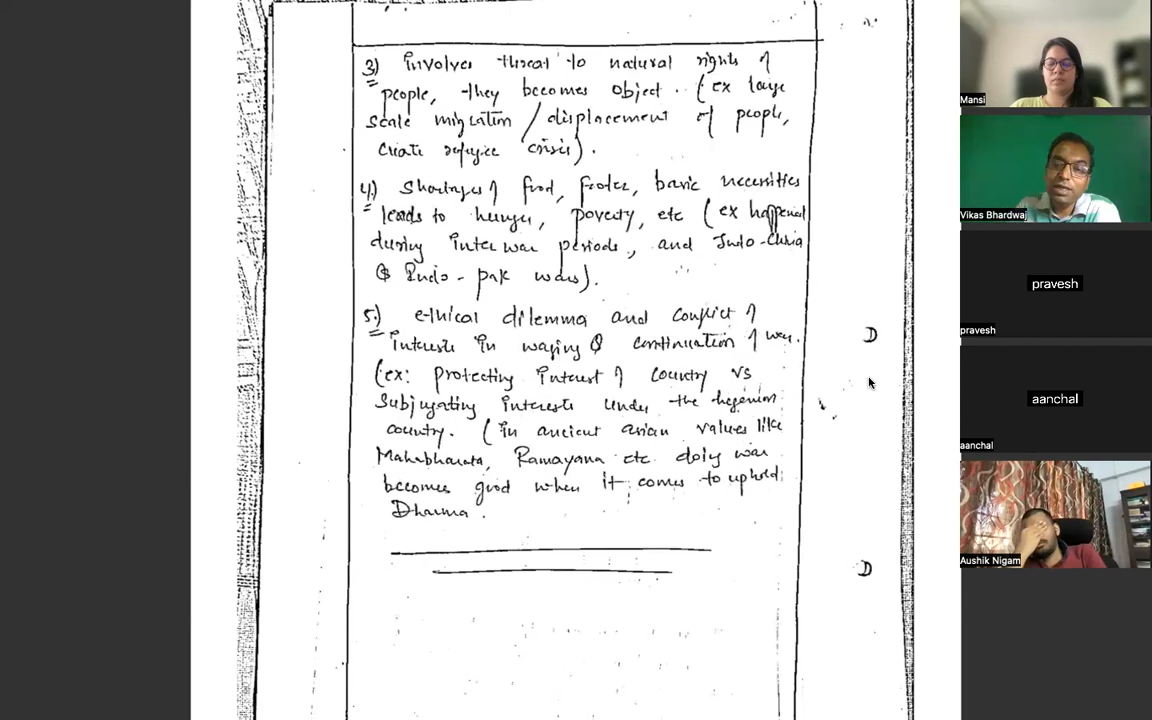 3) involves threat to natural rights of
people, they becomes object. (ex large
scale migration / displacement of people,
create refugee crisis).
4) Shortages of food, fodder, basic necessities
leads to hunger, poverty, etc (ex happened
during inter war periods, and Indo-China
& Indo-pak wars).
5.) ethical dilemma and conflict of
interests in waging & continuation of war.
(ex: protecting interest of country vs
Subjugating interests under the
country. (in ancient asian values like
Mahabharata, Ramayana etc doing war
becomes good when it comes to uphold
Dharma.
D
D
Mansi
Vikas Bhardwaj
pravesh
pravesh
aanchal
aanchal
Aushik Nigam